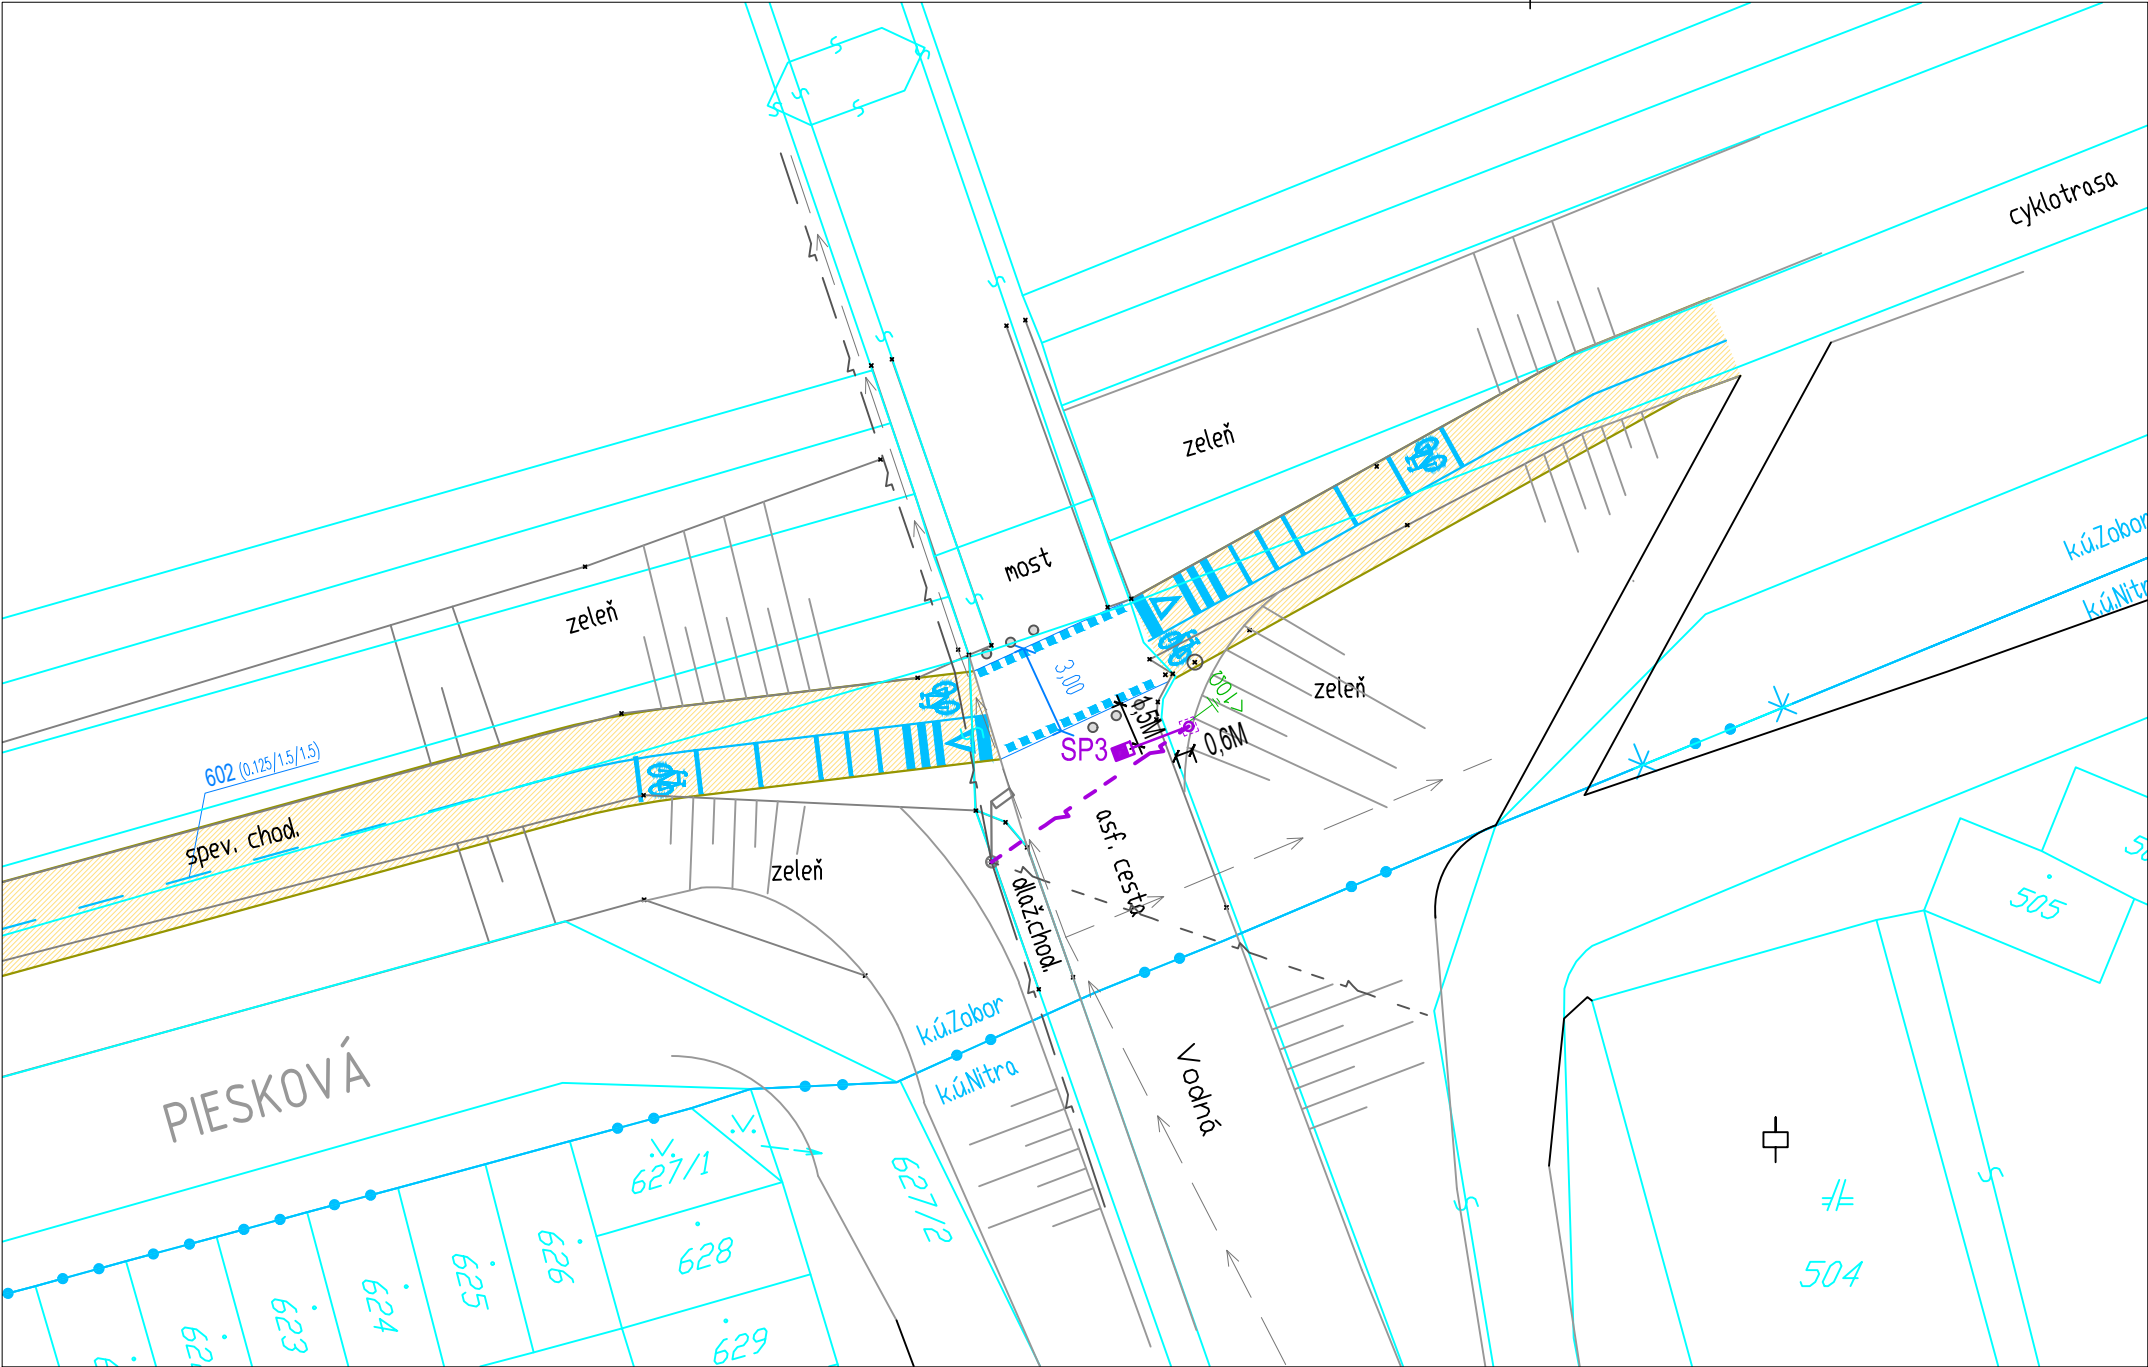 cyklotrasa
zeleň
k.ú.Zobor
most
k.ú.Nitra
zeleň
3,00
zeleň
1,5M
0,6M
SP3
602 (0.125/1.5/1.5)
spev. chod.
asf. cesta
zeleň
dlaž.chod.
505
k.ú.Zobor
k.ú.Nitra
PIESKOVÁ
Vodná
627/1
627/2
628
504
626
625
624
623
629